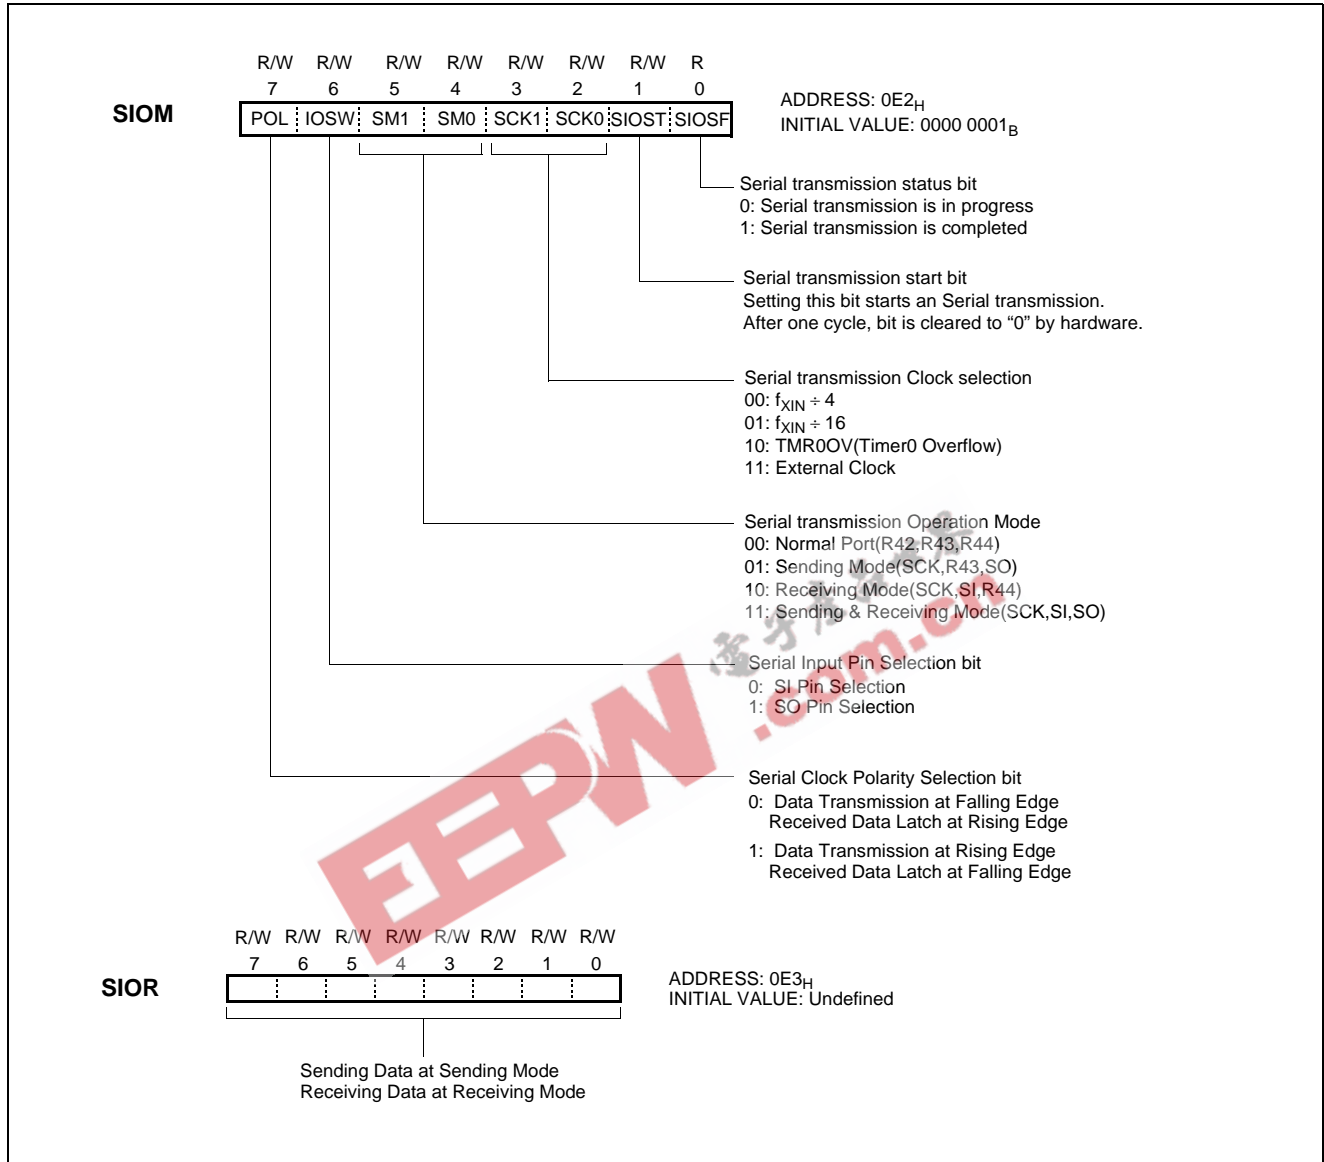 R/W R/W R/W R/W R/W R/W R/W R
7 6 5 4 3 2 1 0
SIOM
POL IOSW SM1 SM0 SCK1 SCK0 SIOST SIOSF
ADDRESS: 0E2H
INITIAL VALUE: 0000 0001B
Serial transmission status bit
0: Serial transmission is in progress
1: Serial transmission is completed
Serial transmission start bit
Setting this bit starts an Serial transmission.
After one cycle, bit is cleared to “0” by hardware.
Serial transmission Clock selection
00: fXIN ÷ 4
01: fXIN ÷ 16
10: TMR0OV(Timer0 Overflow)
11: External Clock
Serial transmission Operation Mode
00: Normal Port(R42,R43,R44)
01: Sending Mode(SCK,R43,SO)
10: Receiving Mode(SCK,SI,R44)
11: Sending & Receiving Mode(SCK,SI,SO)
Serial Input Pin Selection bit
0: SI Pin Selection
1: SO Pin Selection
Serial Clock Polarity Selection bit
0: Data Transmission at Falling Edge
Received Data Latch at Rising Edge
1: Data Transmission at Rising Edge
Received Data Latch at Falling Edge
R/W R/W R/W R/W R/W R/W R/W R/W
7 6 5 4 3 2 1 0
SIOR
ADDRESS: 0E3H
INITIAL VALUE: Undefined
Sending Data at Sending Mode
Receiving Data at Receiving Mode
EEPW
.com.cn
電子產品世界